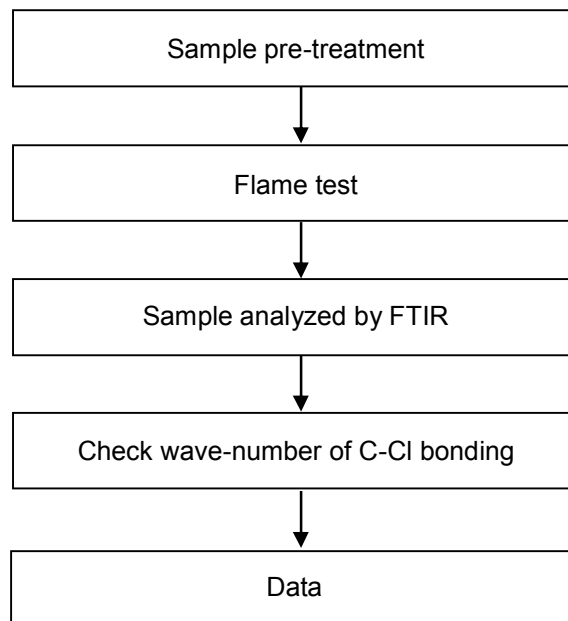 Sample pre-treatment
Flame test
Sample analyzed by FTIR
Check wave-number of C-Cl bonding
Data